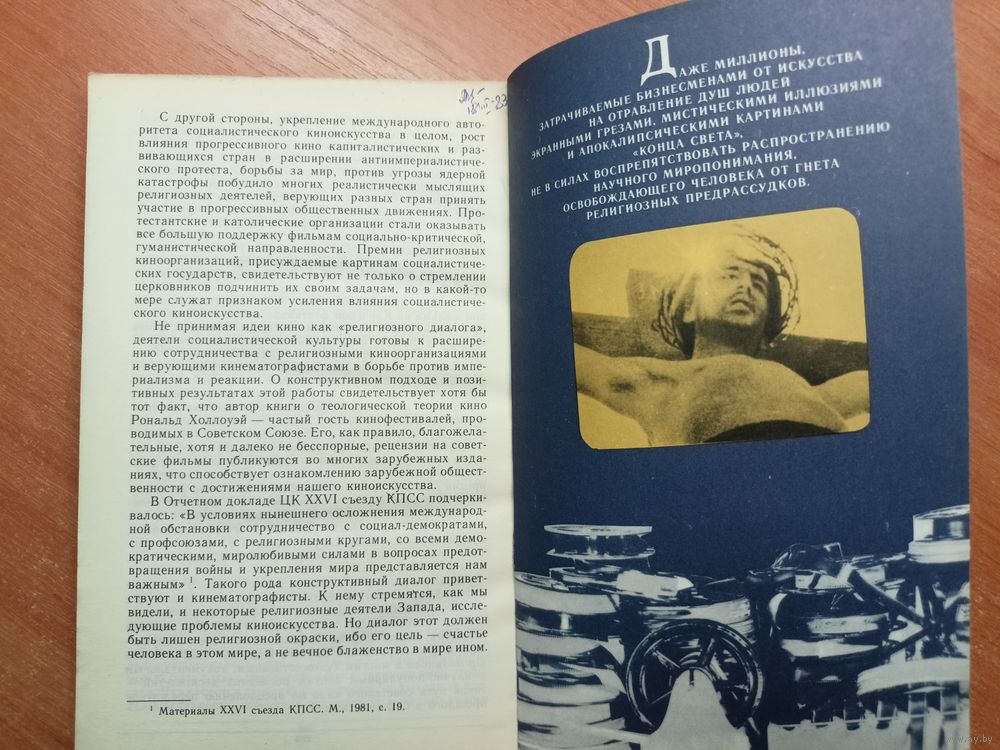 С другой стороны, укрепление международного авто-
ритета социалистического киноискусства в целом, рост
влияния прогрессивного кино капиталистических и раз-
вивающихся стран в расширении антиимпериалистиче-
ского протеста, борьбы за мир, против угрозы ядерной
катастрофы побудило многих реалистически мыслящих
религиозных деятелей, верующих разных стран принять
участие в прогрессивных общественных движениях. Про-
тестантские и католические организации стали оказывать
все большую поддержку фильмам социально-критической,
гуманистической направленности. Премии религиозных
киноорганизаций, присуждаемые картинам социалистиче-
ских государств, свидетельствуют не только о стремлении
церковников подчинить их своим задачам, но в какой-то
мере служат признаком усиления влияния социалистиче-
ского киноискусства.
Не принимая идеи кино как «религиозного диалога»,
деятели социалистической культуры готовы к расшире-
нию сотрудничества с религиозными киноорганизациями
и верующими кинематографистами в борьбе против импе-
риализма и реакции. О конструктивном подходе и пози-
тивных результатах этой работы свидетельствует хотя бы
тот факт, что автор книги о теологической теории кино
Рональд Холлоуэй — частый гость кинофестивалей, про-
водимых в Советском Союзе. Его, как правило, благожела-
тельные, хотя и далеко не бесспорные, рецензии на совет-
ские фильмы публикуются во многих зарубежных изда-
ниях, что способствует ознакомлению зарубежной общест-
венности с достижениями нашего киноискусства.
В Отчетном докладе ЦК XXVI съезду КПСС подчерки-
валось: «В условиях нынешнего осложнения международ-
ной обстановки сотрудничество с социал-демократами,
с профсоюзами, с религиозными кругами, со всеми демо-
кратическими, миролюбивыми силами в вопросах предот-
вращения войны и укрепления мира представляется нам
важным» ¹. Такого рода конструктивный диалог приветст-
вуют и кинематографисты. К нему стремятся, как мы
видели, и некоторые религиозные деятели Запада, иссле-
дующие проблемы киноискусства. Но диалог этот должен
быть лишен религиозной окраски, ибо его цель — счастье
человека в этом мире, а не вечное блаженство в мире ином.
¹ Материалы XXVI съезда КПСС. М., 1981, с. 19.
ДАЖЕ МИЛЛИОНЫ,
ЗАТРАЧИВАЕМЫЕ БИЗНЕСМЕНАМИ ОТ ИСКУССТВА
НА ОТРАВЛЕНИЕ ДУШ ЛЮДЕЙ
ЭКРАННЫМИ ГРЕЗАМИ, МИСТИЧЕСКИМИ ИЛЛЮЗИЯМИ
И АПОКАЛИПСИЧЕСКИМИ КАРТИНАМИ
«КОНЦА СВЕТА»,
НЕ В СИЛАХ ВОСПРЕПЯТСТВОВАТЬ РАСПРОСТРАНЕНИЮ
НАУЧНОГО МИРОПОНИМАНИЯ,
ОСВОБОЖДАЮЩЕГО ЧЕЛОВЕКА ОТ ГНЕТА
РЕЛИГИОЗНЫХ ПРЕДРАССУДКОВ.